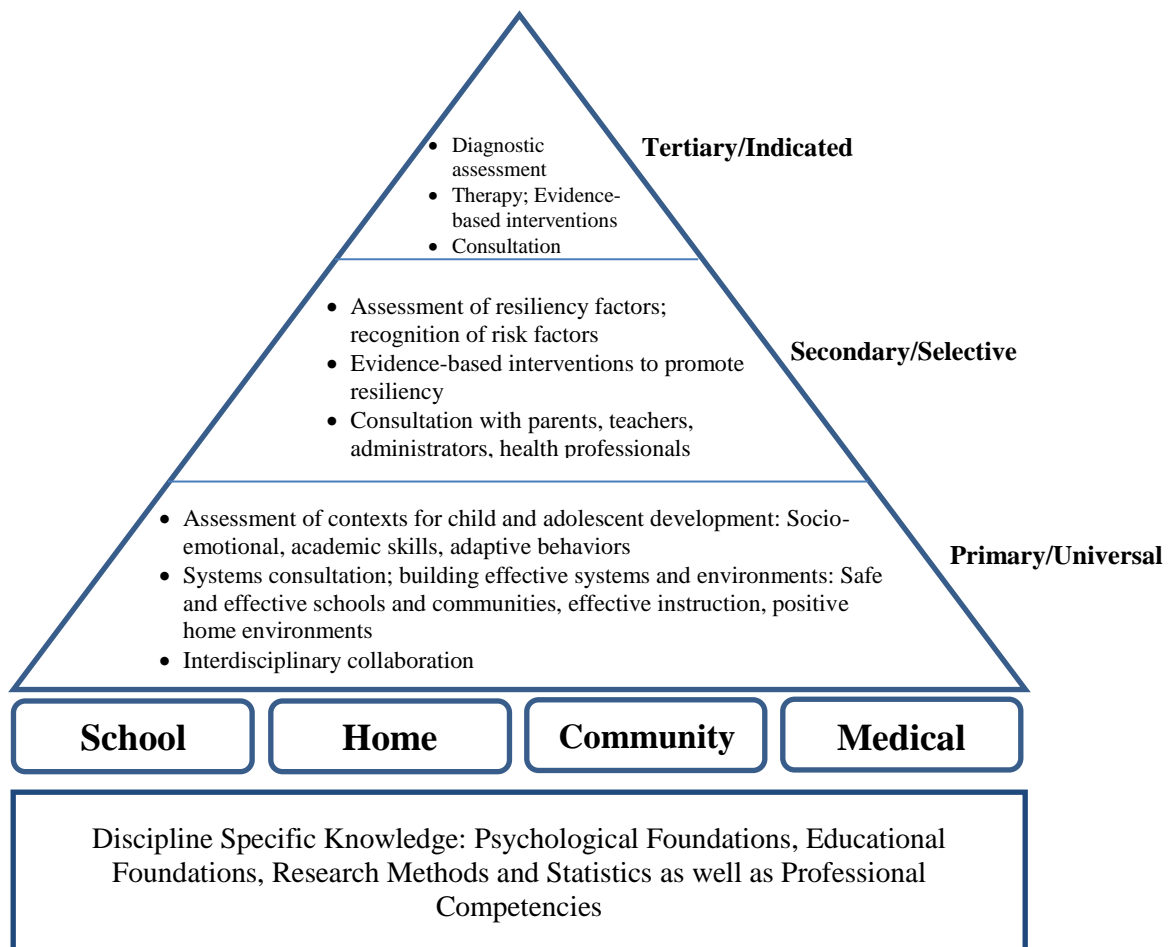 • Diagnostic
assessment
• Therapy; Evidence-
based interventions
• Consultation
Tertiary/Indicated
• Assessment of resiliency factors;
recognition of risk factors
• Evidence-based interventions to promote
resiliency
• Consultation with parents, teachers,
administrators, health professionals
Secondary/Selective
• Assessment of contexts for child and adolescent development: Socio-
emotional, academic skills, adaptive behaviors
• Systems consultation; building effective systems and environments: Safe
and effective schools and communities, effective instruction, positive
home environments
• Interdisciplinary collaboration
Primary/Universal
School
Home
Community
Medical
Discipline Specific Knowledge: Psychological Foundations, Educational
Foundations, Research Methods and Statistics as well as Professional
Competencies